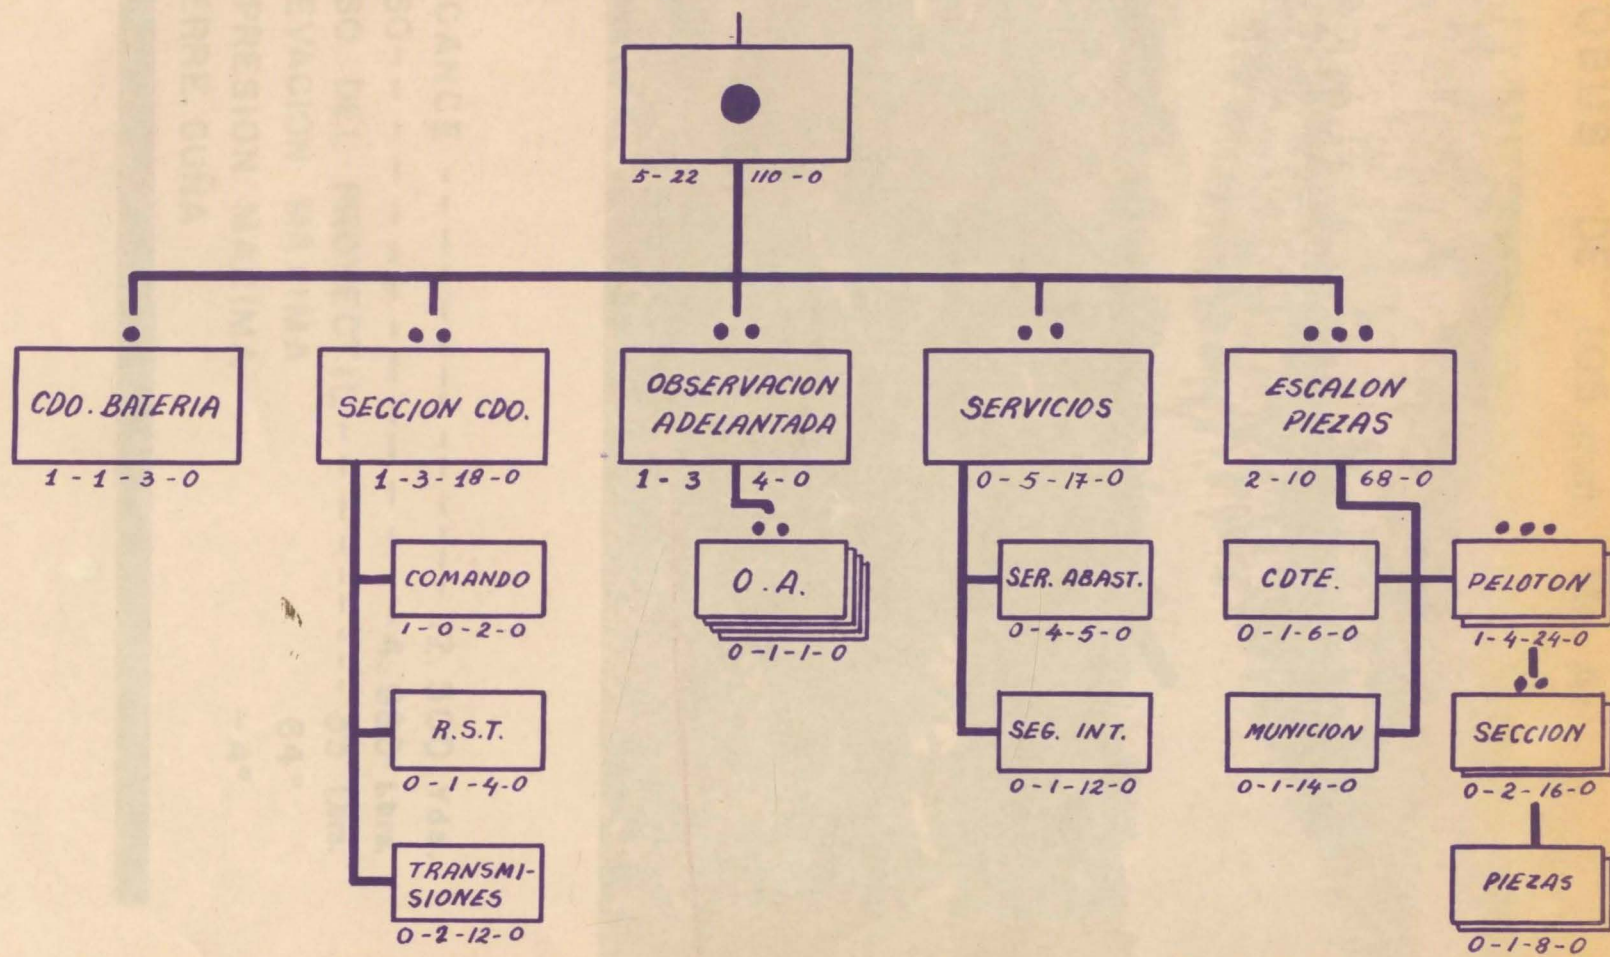 5-22 110-0
CDO. BATERIA
1-1-3-0
SECCION CDO.
1-3-18-0
COMANDO
1-0-2-0
R.S.T.
0-1-4-0
TRANSMI-
SIONES
0-2-12-0
OBSERVACION
ADELANTADA
1-3 4-0
O.A.
0-1-1-0
SERVICIOS
0-5-17-0
SER. ABAST.
0-4-5-0
SEG. INT.
0-1-12-0
ESCALON
PIEZAS
2-10 68-0
CDTE.
0-1-6-0
MUNICION
0-1-14-0
PELOTON
1-4-24-0
SECCION
0-2-16-0
PIEZAS
0-1-8-0